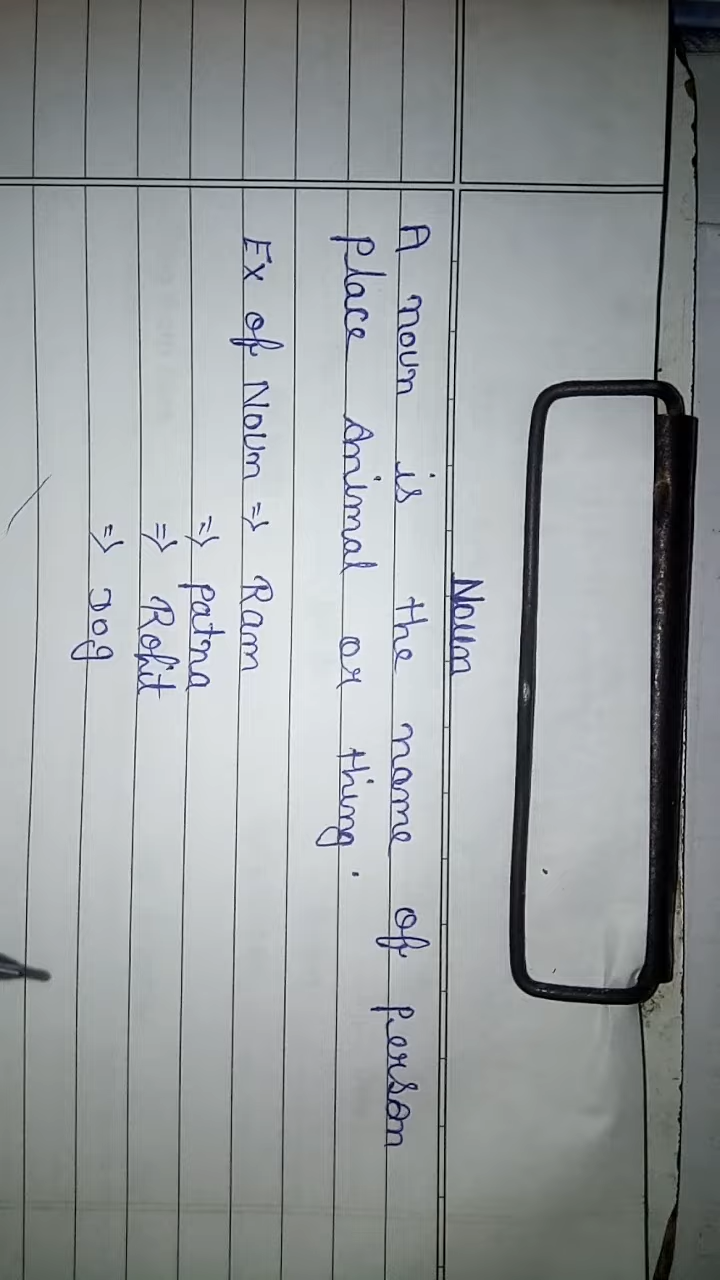 Noun
A noun is the name of person
place animal or thing.
Ex of Noun ⇒ Ram
⇒ patna
⇒ Rohit
⇒ Dog